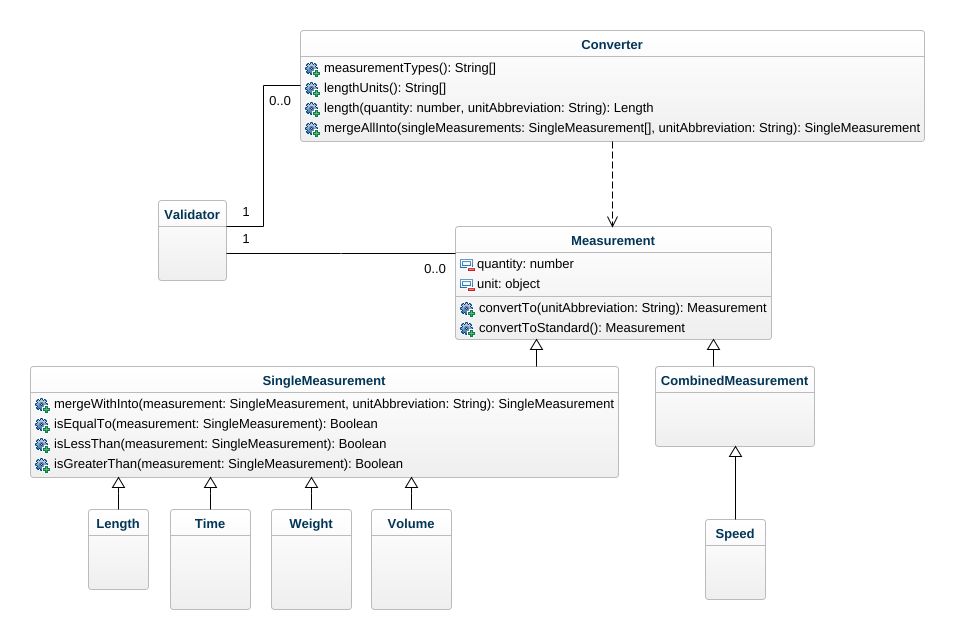 Converter
measurementTypes(): String[]
lengthUnits(): String[]
length(quantity: number, unitAbbreviation: String): Length
mergeAllInto(singleMeasurements: SingleMeasurement[], unitAbbreviation: String): SingleMeasurement
0..0
Validator
1
1
0..0
Measurement
quantity: number
unit: object
convertTo(unitAbbreviation: String): Measurement
convertToStandard(): Measurement
SingleMeasurement
mergeWithInto(measurement: SingleMeasurement, unitAbbreviation: String): SingleMeasurement
isEqualTo(measurement: SingleMeasurement): Boolean
isLessThan(measurement: SingleMeasurement): Boolean
isGreaterThan(measurement: SingleMeasurement): Boolean
CombinedMeasurement
Length
Time
Weight
Volume
Speed